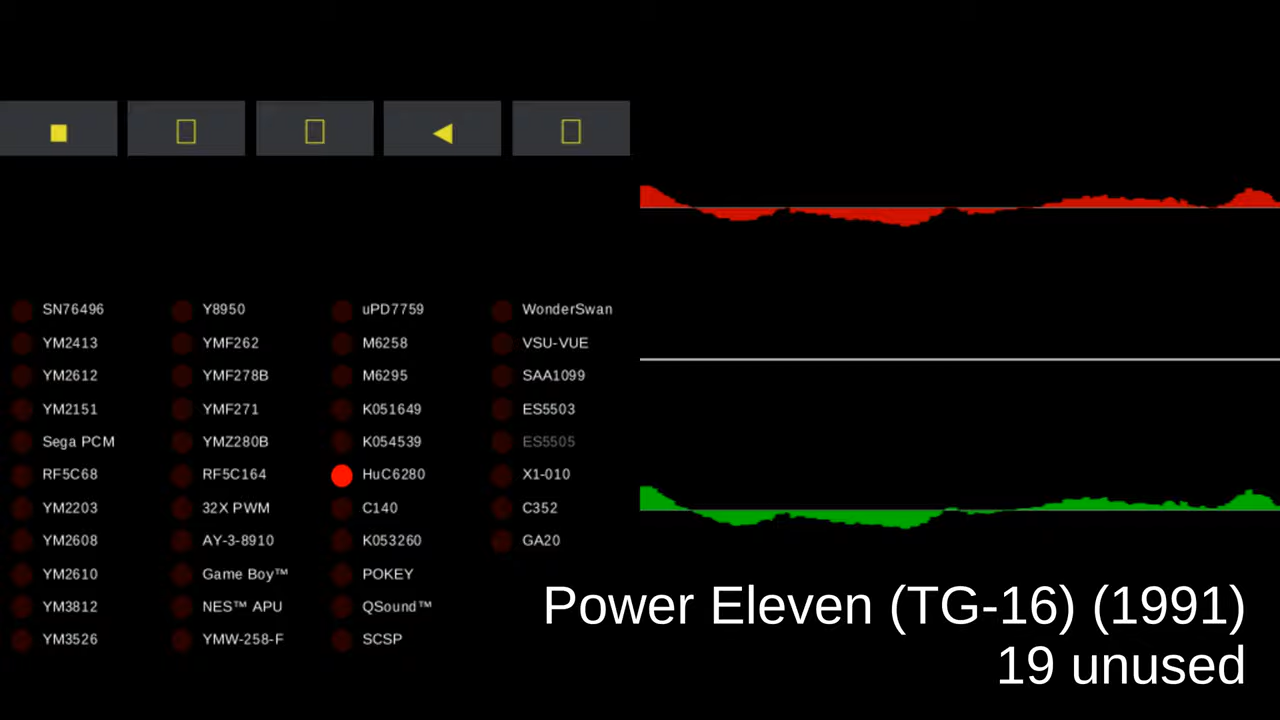 SN76496 Y8950 uPD7759 WonderSwan
YM2413 YMF262 M6258 VSU-VUE
YM2612 YMF278B M6295 SAA1099
YM2151 YMF271 K051649 ES5503
Sega PCM YMZ280B K054539 ES5505
RF5C68 RF5C164 HuC6280 X1-010
YM2203 32X PWM C140 C352
YM2608 AY-3-8910 K053260 GA20
YM2610 Game Boy™ POKEY
YM3812 NES™ APU QSound™
YM3526 YMW-258-F SCSP
Power Eleven (TG-16) (1991)
19 unused